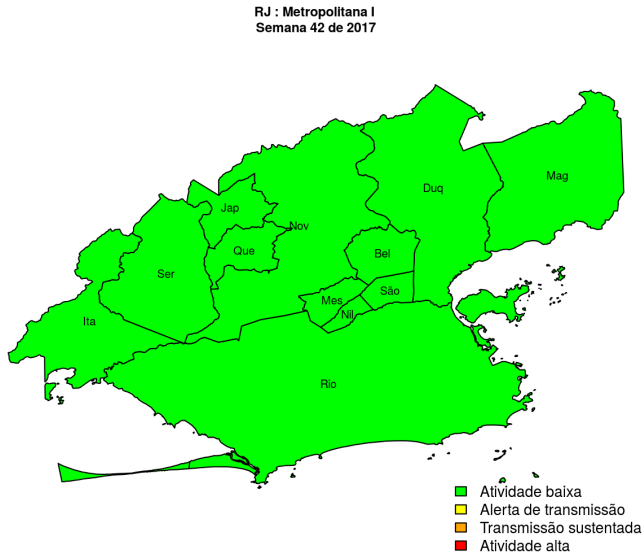 RJ : Metropolitana I
Semana 42 de 2017
Mag
Duq
Jap
Nov
Que
Bel
Ser
São
Mes
Nil
Ita
Rio
Atividade baixa
Alerta de transmissão
Transmissão sustentada
Atividade alta